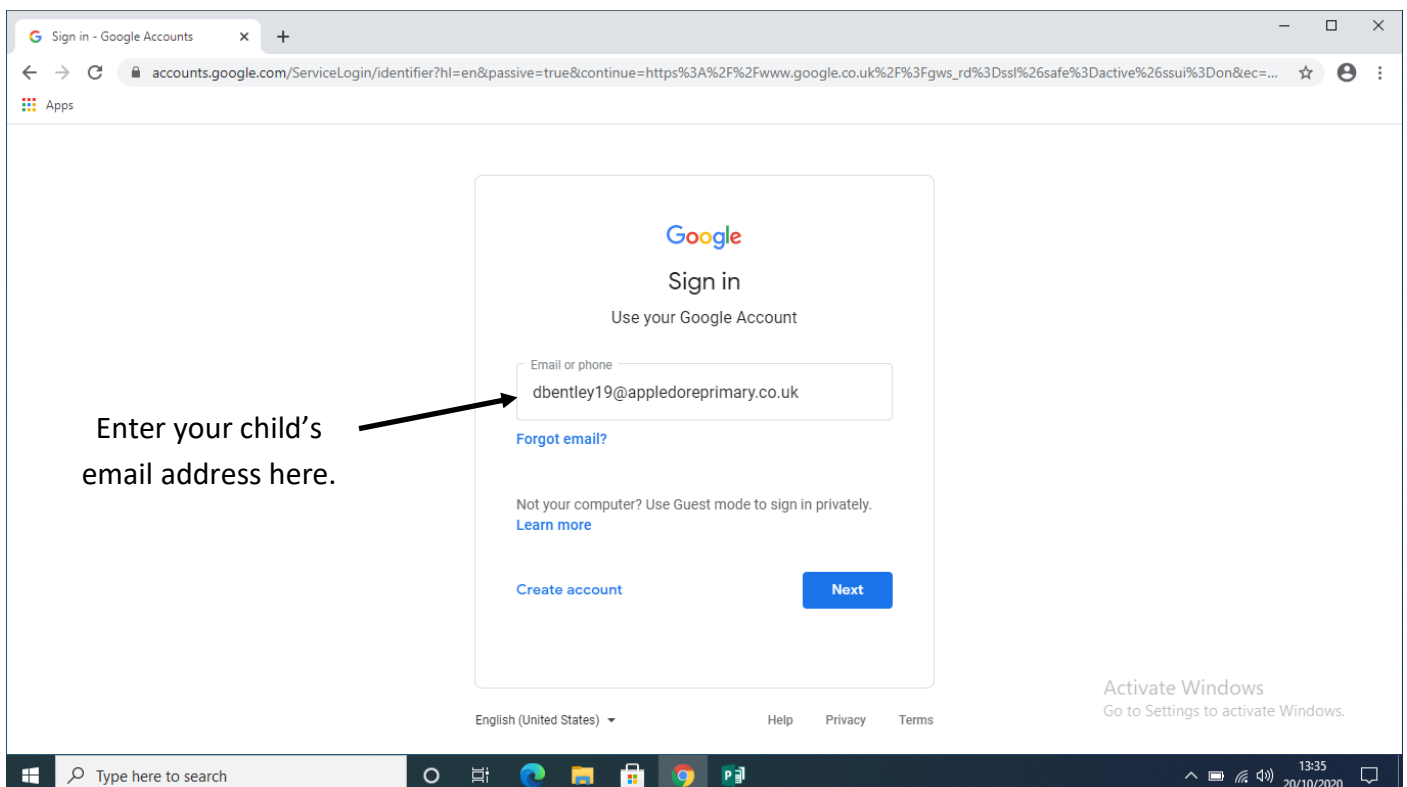 Sign in - Google Accounts
accounts.google.com/ServiceLogin/identifier?hl=en&passive=true&continue=https%3A%2F%2Fwww.google.co.uk%2F%3Fgws_rd%3Dssl%26safe%3Dactive%26ssui%3Don&ec=...
Apps
Google
Sign in
Use your Google Account
Email or phone
dbentley19@appledoreprimary.co.uk
Enter your child’s
email address here.
Forgot email?
Not your computer? Use Guest mode to sign in privately.
Learn more
Create account
Next
Activate Windows
Go to Settings to activate Windows.
English (United States)
Help Privacy Terms
Type here to search
13:35
20/10/2020